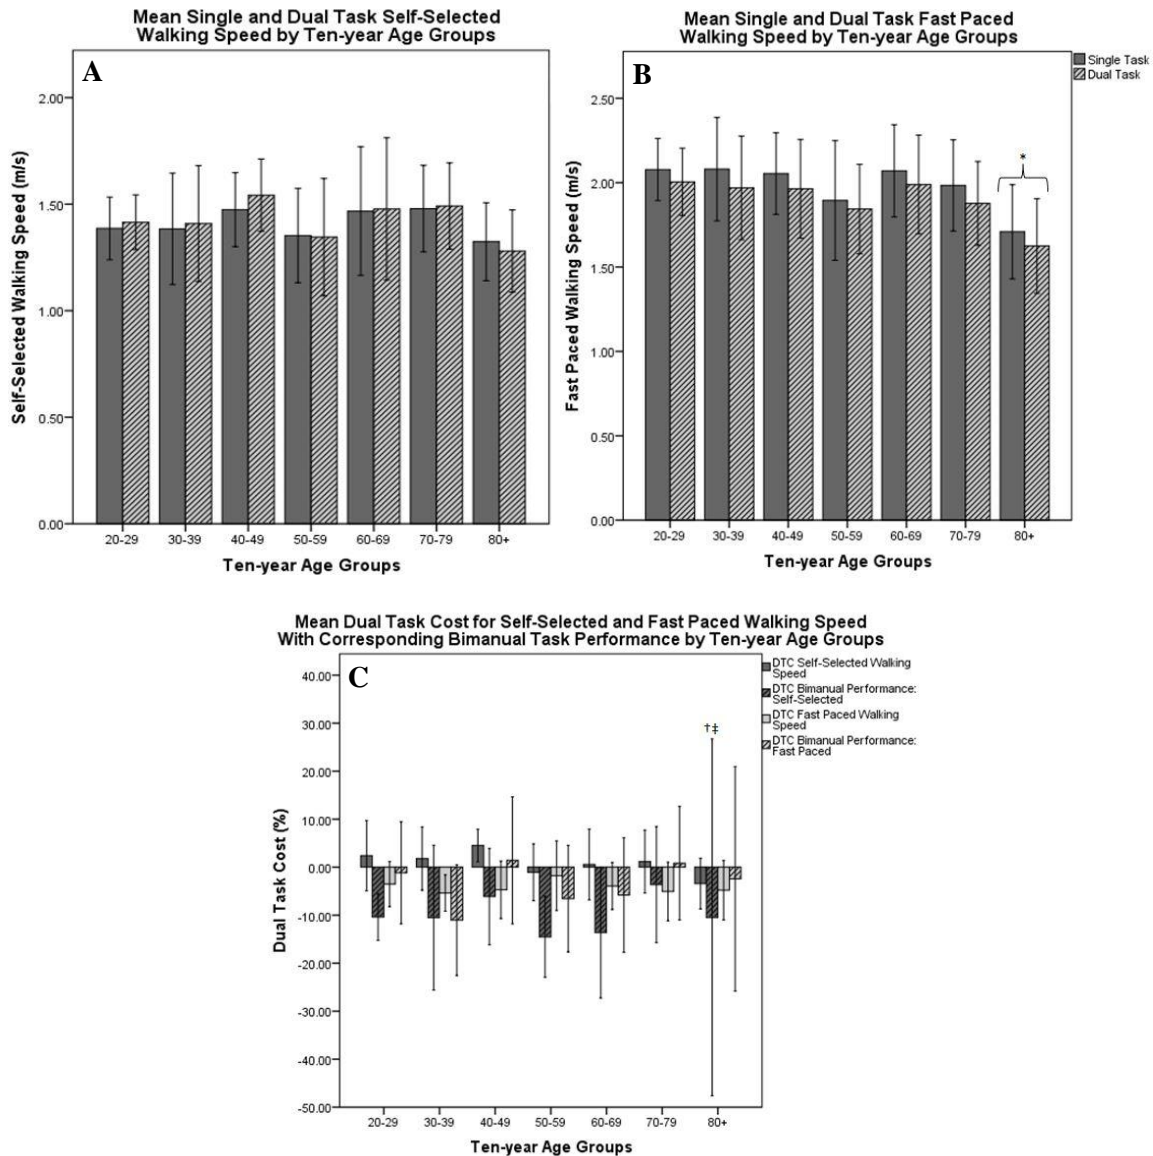 Mean Single and Dual Task Self-Selected
Walking Speed by Ten-year Age Groups
A
Self-Selected Walking Speed (m/s)
2.00
1.50
1.00
0.50
0.00
20-29 30-39 40-49 50-59 60-69 70-79 80+
Ten-year Age Groups
Mean Single and Dual Task Fast Paced
Walking Speed by Ten-year Age Groups
B
Single Task
Dual Task
Fast Paced Walking Speed (m/s)
2.50
2.00
1.50
1.00
0.50
0.00
*
20-29 30-39 40-49 50-59 60-69 70-79 80+
Ten-year Age Groups
Mean Dual Task Cost for Self-Selected and Fast Paced Walking Speed
With Corresponding Bimanual Task Performance by Ten-year Age Groups
C
DTC Self-Selected Walking
Speed
DTC Bimanual Performance:
Self-Selected
DTC Fast Paced Walking
Speed
DTC Bimanual Performance:
Fast Paced
Dual Task Cost (%)
40.00
30.00
20.00
10.00
0.00
-10.00
-20.00
-30.00
-40.00
-50.00
†‡
20-29 30-39 40-49 50-59 60-69 70-79 80+
Ten-year Age Groups